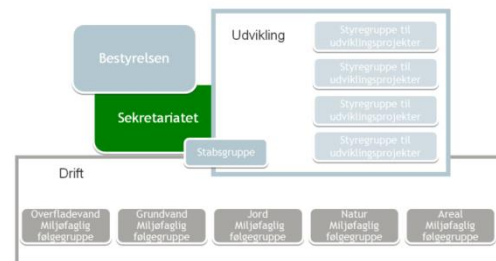 Bestyrelsen
Sekretariatet
Stabsgruppe
Udvikling
Styregruppe til
udviklingsprojekter
Styregruppe til
udviklingsprojekter
Styregruppe til
udviklingsprojekter
Styregruppe til
udviklingsprojekter
Drift
Overfladevand
Miljøfaglig
følgegruppe
Grundvand
Miljøfaglig
følgegruppe
Jord
Miljøfaglig
følgegruppe
Natur
Miljøfaglig
følgegruppe
Areal
Miljøfaglig
følgegruppe